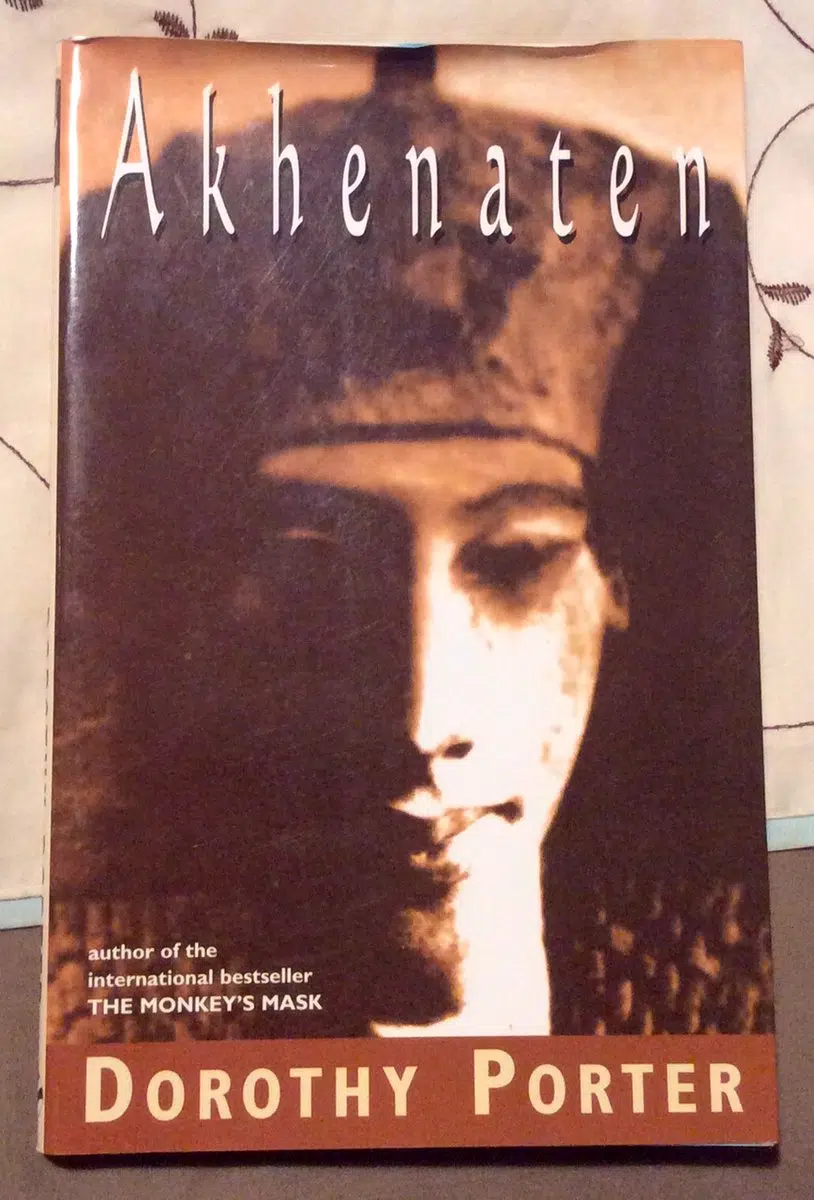 Akhenaten
author of the
international bestseller
THE MONKEY'S MASK
DOROTHY PORTER